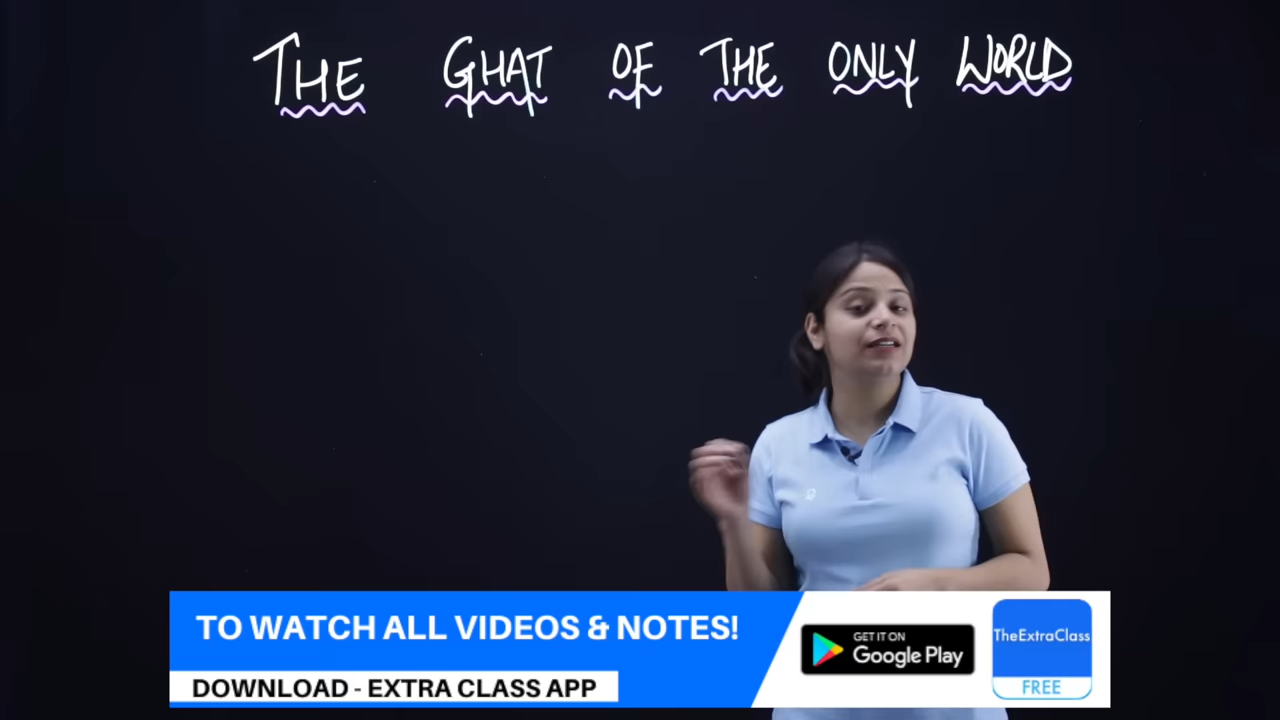 THE GHAT OF THE ONLY WORLD
TO WATCH ALL VIDEOS & NOTES!
DOWNLOAD - EXTRA CLASS APP
GET IT ON
Google Play
TheExtraClass
FREE